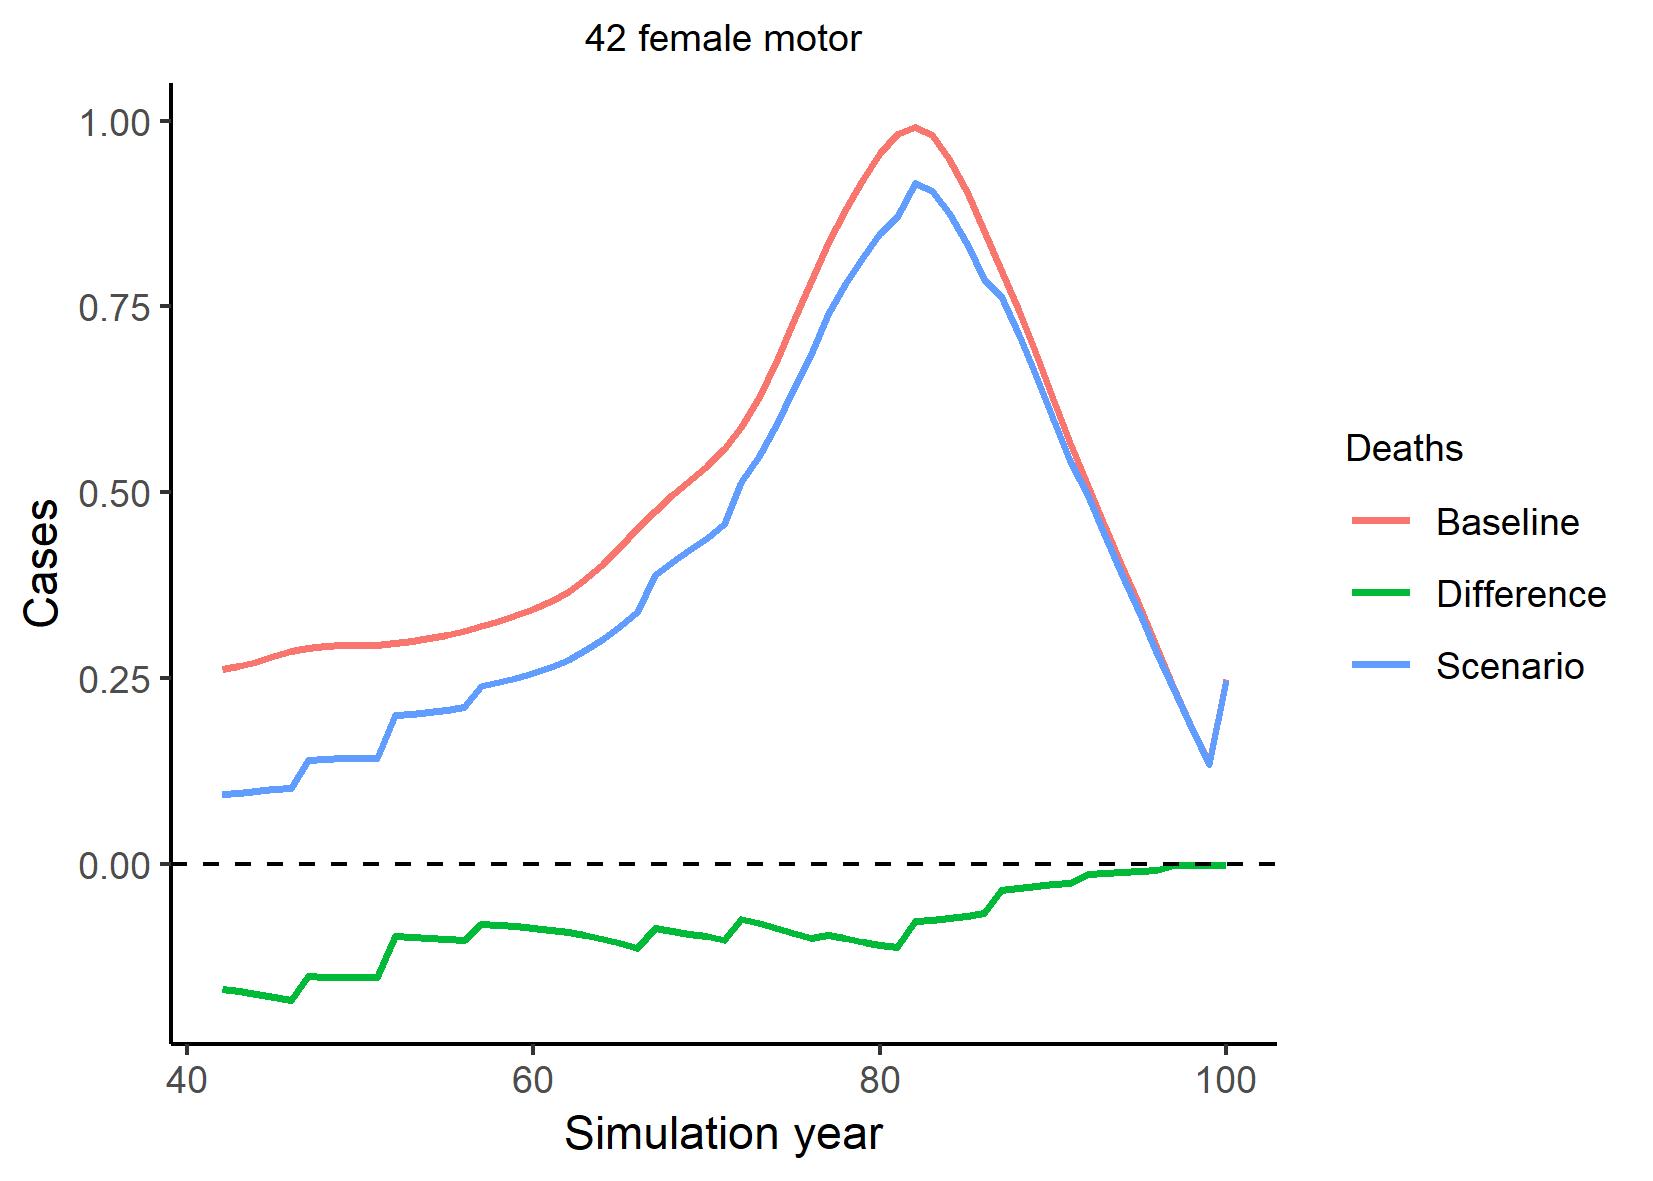 42 female motor
1.00
0.75
0.50
0.25
0.00
Cases
40 60 80 100
Simulation year
Deaths
Baseline
Difference
Scenario